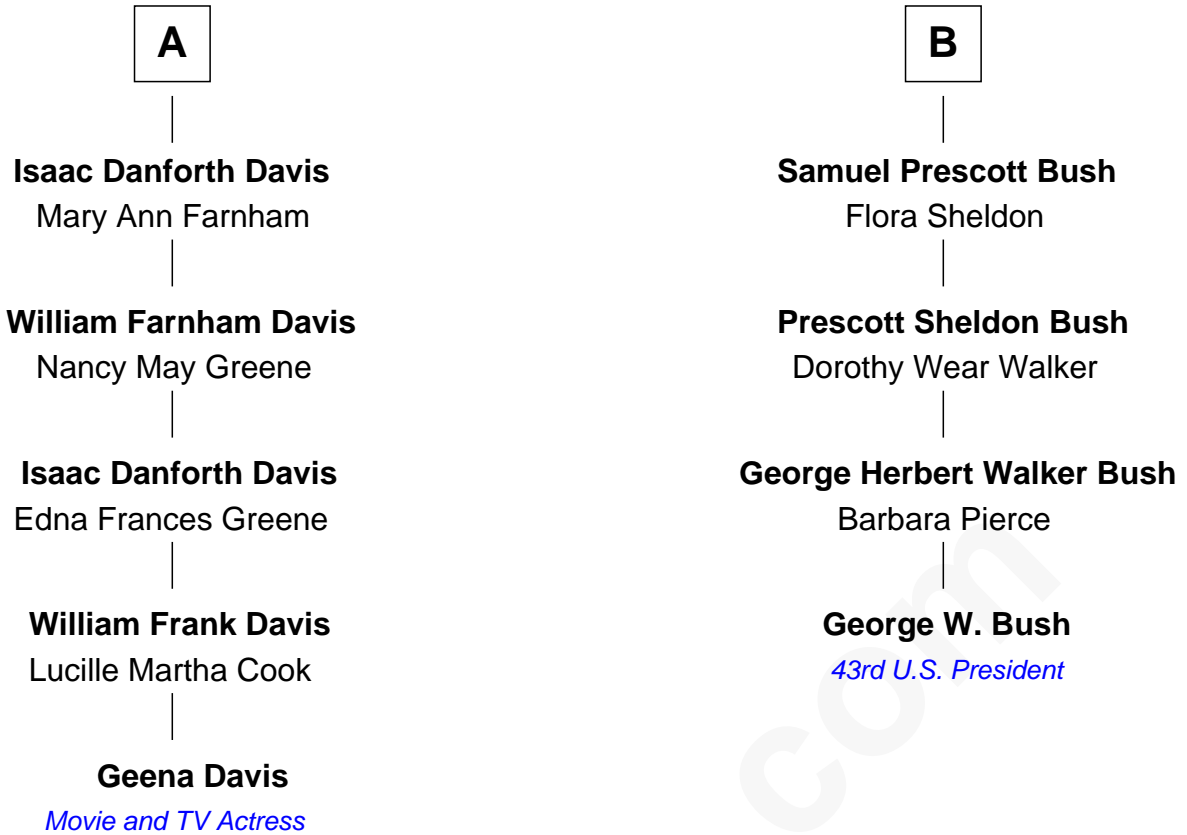 A
Isaac Danforth Davis
Mary Ann Farnham
William Farnham Davis
Nancy May Greene
Isaac Danforth Davis
Edna Frances Greene
William Frank Davis
Lucille Martha Cook
Geena Davis
Movie and TV Actress
B
Samuel Prescott Bush
Flora Sheldon
Prescott Sheldon Bush
Dorothy Wear Walker
George Herbert Walker Bush
Barbara Pierce
George W. Bush
43rd U.S. President
com